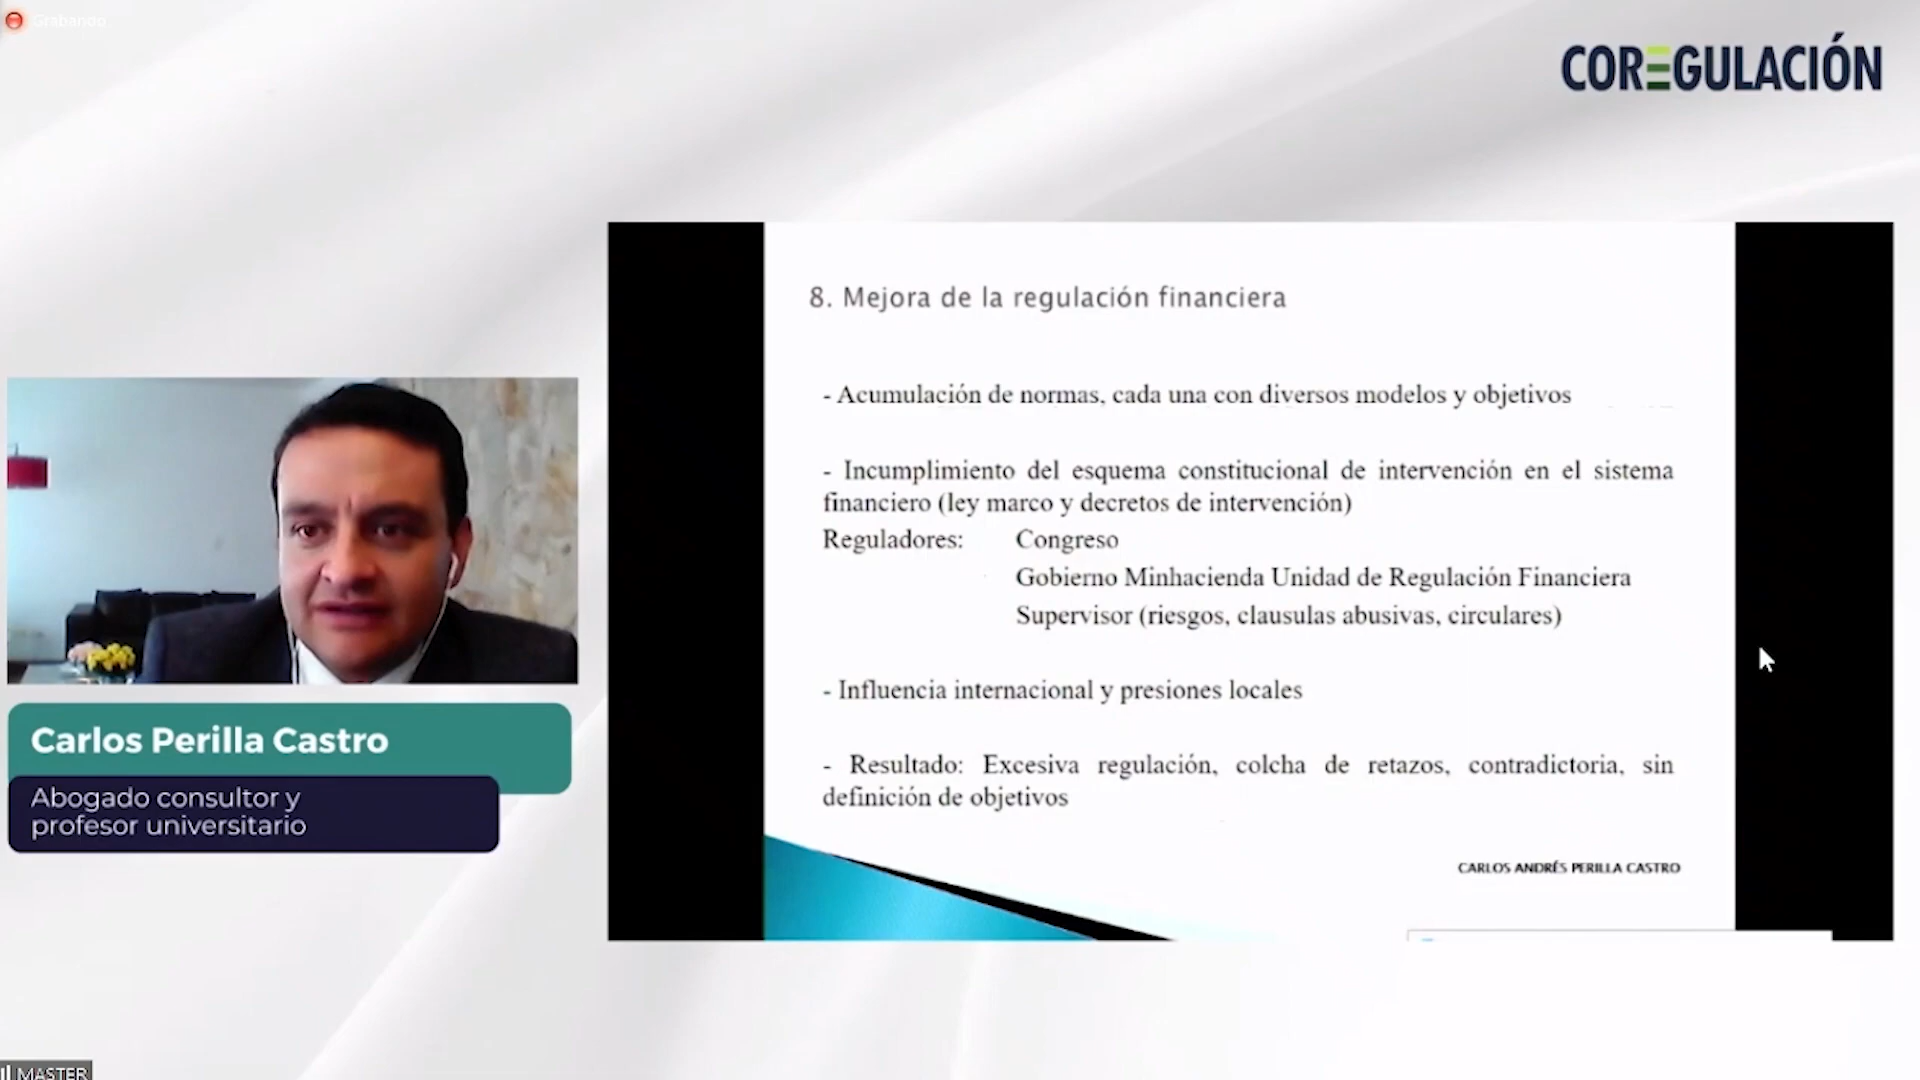 Grabando
COREGULACIÓN
8. Mejora de la regulación financiera
- Acumulación de normas, cada una con diversos modelos y objetivos
- Incumplimiento del esquema constitucional de intervención en el sistema
financiero (ley marco y decretos de intervención)
Reguladores: Congreso
Gobierno Minhacienda Unidad de Regulación Financiera
Supervisor (riesgos, clausulas abusivas, circulares)
- Influencia internacional y presiones locales
- Resultado: Excesiva regulación, colcha de retazos, contradictoria, sin
definición de objetivos
CARLOS ANDRÉS PERILLA CASTRO
Carlos Perilla Castro
Abogado consultor y
profesor universitario
MASTER